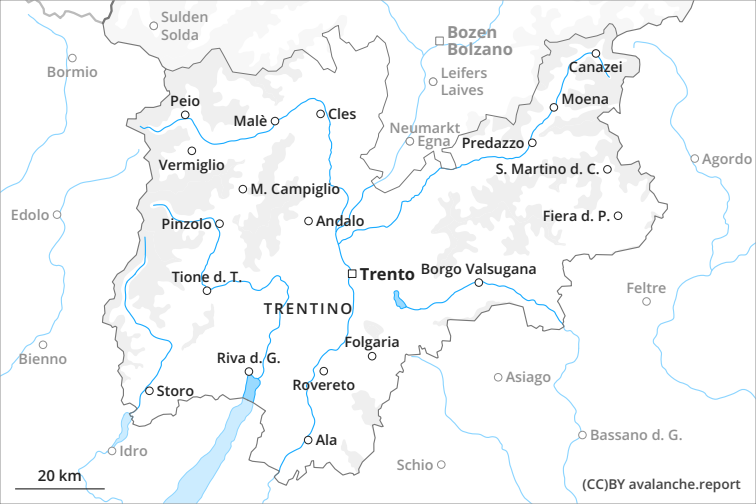 Sulden
Solda
Bozen
Bolzano
Canazei
Bormio
Leifers
Laives
Peio
Moena
Malè
Cles
Neumarkt
Egna
Predazzo
Vermiglio
Agordo
S. Martino d. C.
M. Campiglio
Edolo
Pinzolo
Andalo
Fiera d. P.
Tione d. T.
Trento
Borgo Valsugana
Feltre
TRENTINO
Folgaria
Bienno
Riva d. G.
Storo
Rovereto
Asiago
Ala
Bassano d. G.
Idro
Schio
20 km
(CC)BY avalanche.report